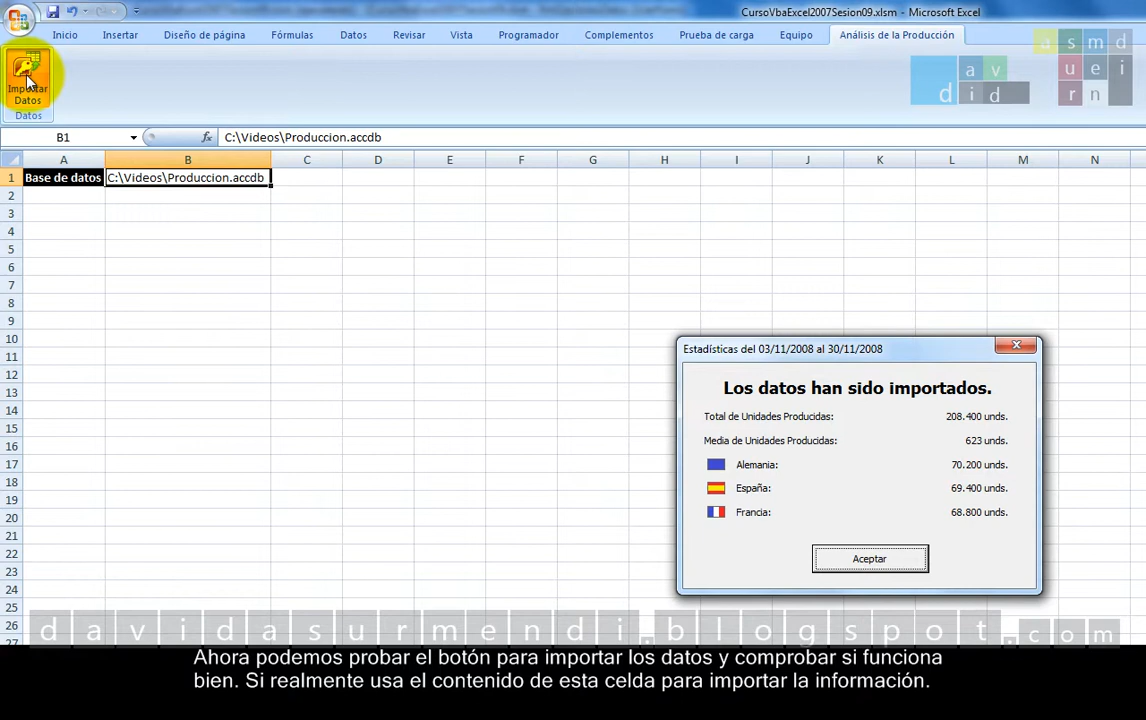 CursoVbaExcel2007Sesion09.xlsm - Microsoft Excel
Inicio Insertar Diseño de página Fórmulas Datos Revisar Vista Programador Complementos Prueba de carga Equipo Análisis de la Producción
Importar
Datos
Datos
a s m d
a v u e i
d i d r n
B1 fx C:\Videos\Produccion.accdb
A B C D E F G H I J K L M N
1 Base de datos C:\Videos\Produccion.accdb
2
3
4
5
6
7
8
9
10
11
12
13
14
15
16
17
18
19
20
21
22
23
24
25
26
27
Estadísticas del 03/11/2008 al 30/11/2008
Los datos han sido importados.
Total de Unidades Producidas: 208.400 unds.
Media de Unidades Producidas: 623 unds.
Alemania: 70.200 unds.
España: 69.400 unds.
Francia: 68.800 unds.
Aceptar
davidasurmendi.blogspot.com
Ahora podemos probar el botón para importar los datos y comprobar si funciona
bien. Si realmente usa el contenido de esta celda para importar la información.